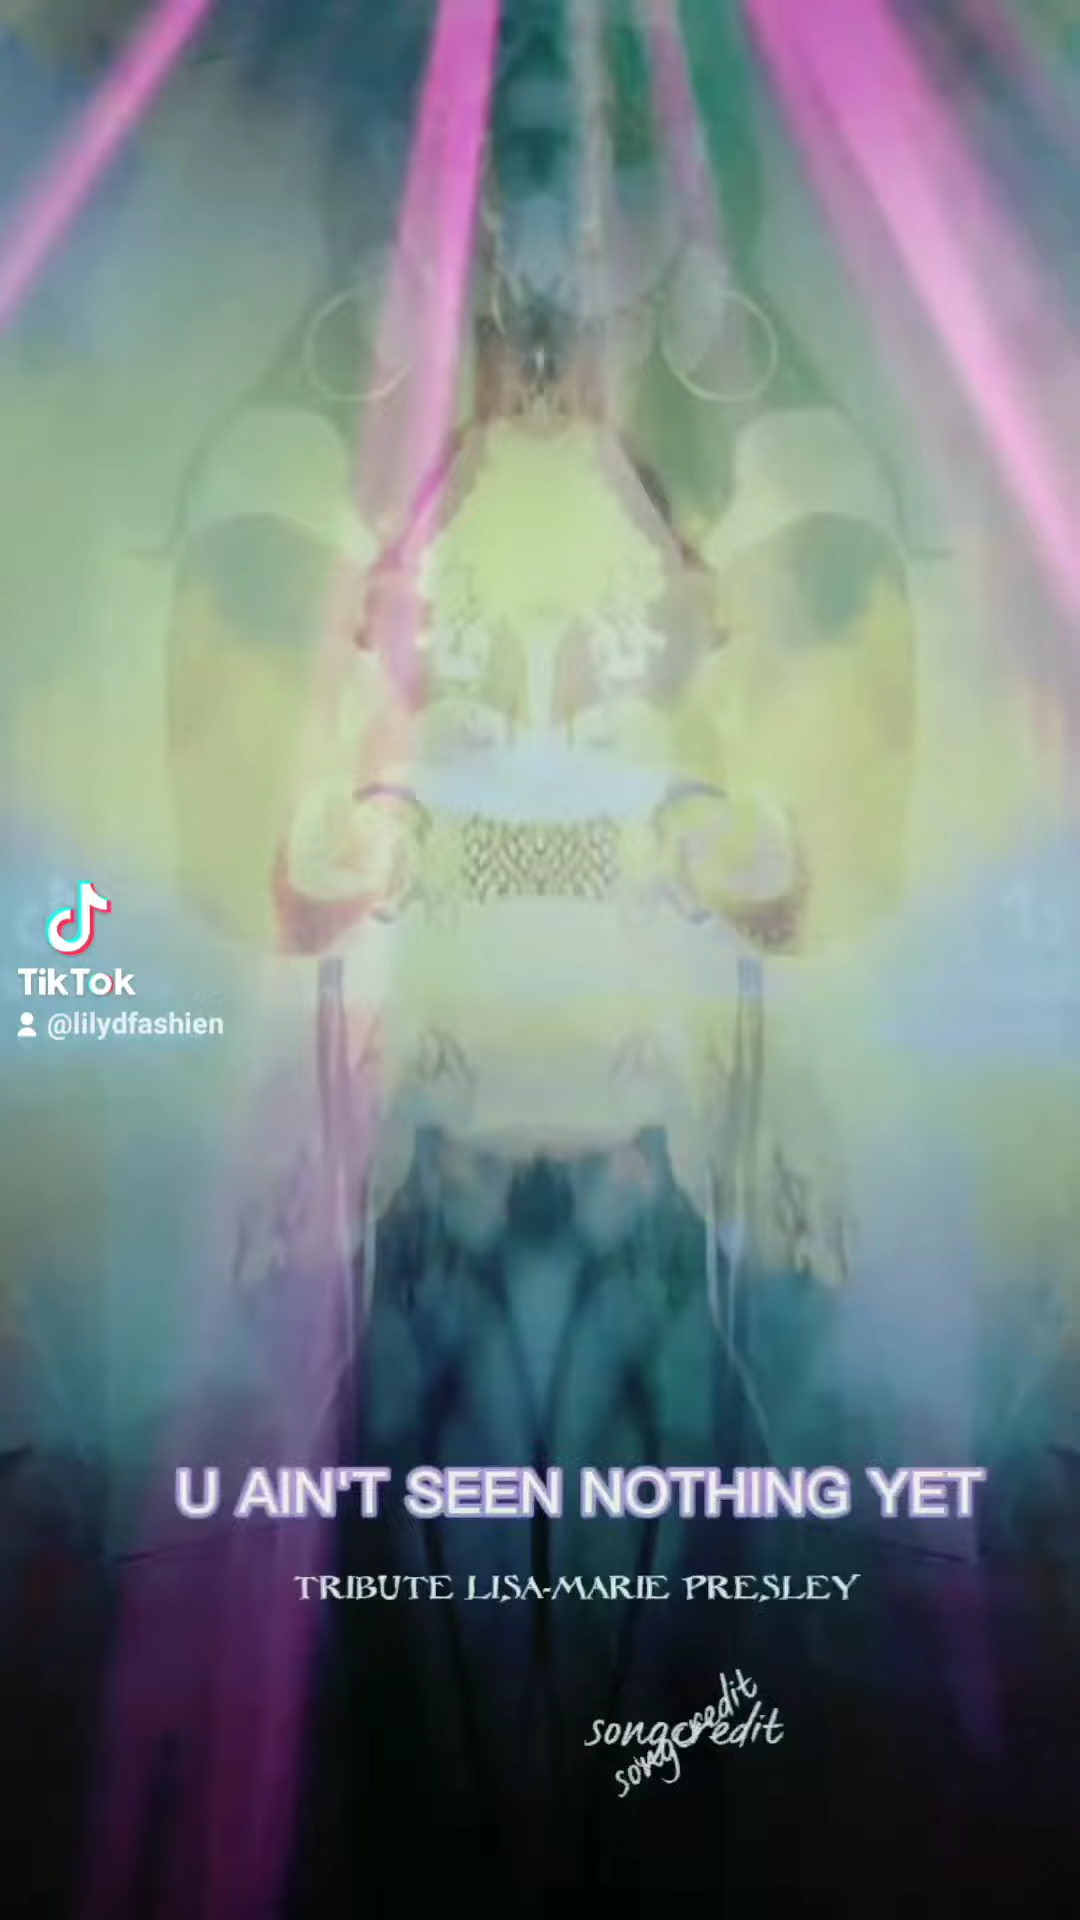 TikTok
@lilydfashien
U AIN'T SEEN NOTHING YET
TRIBUTE LISA-MARIE PRESLEY
songcredit
songcredit